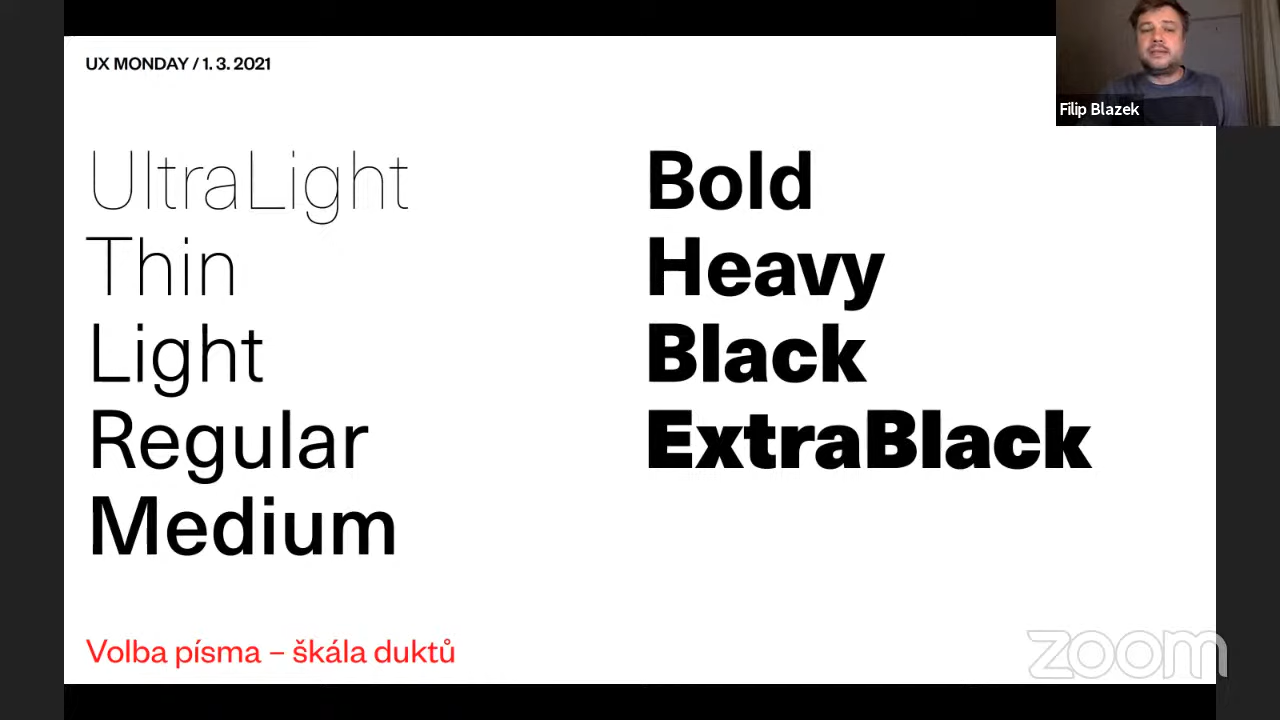 UX MONDAY / 1. 3. 2021
Filip Blazek
UltraLight
Thin
Light
Regular
Medium
Bold
Heavy
Black
ExtraBlack
Volba písma – škála duktů
zoom